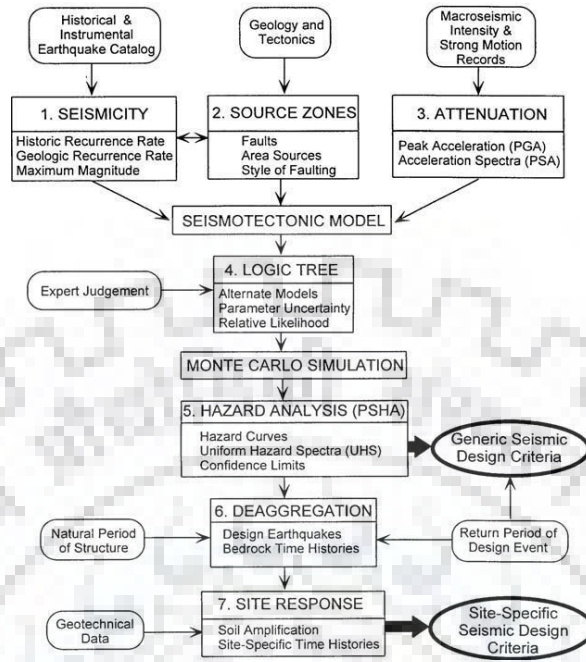 Historical &
Instrumental
Earthquake Catalog
Geology and
Tectonics
Macroseismic
Intensity &
Strong Motion
Records
1. SEISMICITY
Historic Recurrence Rate
Geologic Recurrence Rate
Maximum Magnitude
2. SOURCE ZONES
Faults
Area Sources
Style of Faulting
3. ATTENUATION
Peak Acceleration (PGA)
Acceleration Spectra (PSA)
SEISMOTECTONIC MODEL
Expert Judgement
4. LOGIC TREE
Alternate Models
Parameter Uncertainty
Relative Likelihood
MONTE CARLO SIMULATION
5. HAZARD ANALYSIS (PSHA)
Hazard Curves
Uniform Hazard Spectra (UHS)
Confidence Limits
Generic Seismic
Design Criteria
Natural Period
of Structure
6. DEAGGREGATION
Design Earthquakes
Bedrock Time Histories
Return Period of
Design Event
Geotechnical
Data
7. SITE RESPONSE
Soil Amplification
Site-Specific Time Histories
Site-Specific
Seismic Design
Criteria